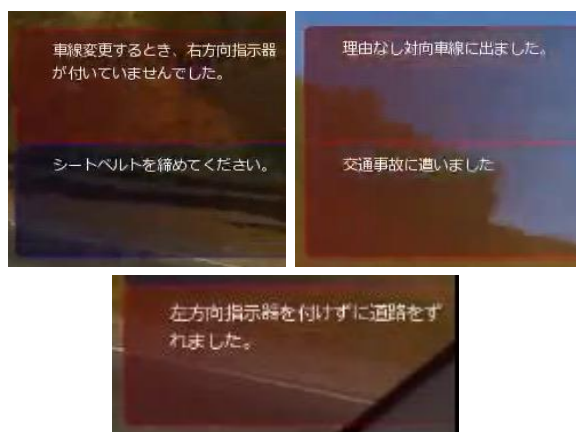 車線変更するとき、右方向指示器
が付いていませんでした。
シートベルトを締めてください。
理由なし対向車線に出ました。
交通事故に遭いました
左方向指示器を付けずに道路をず
れました。